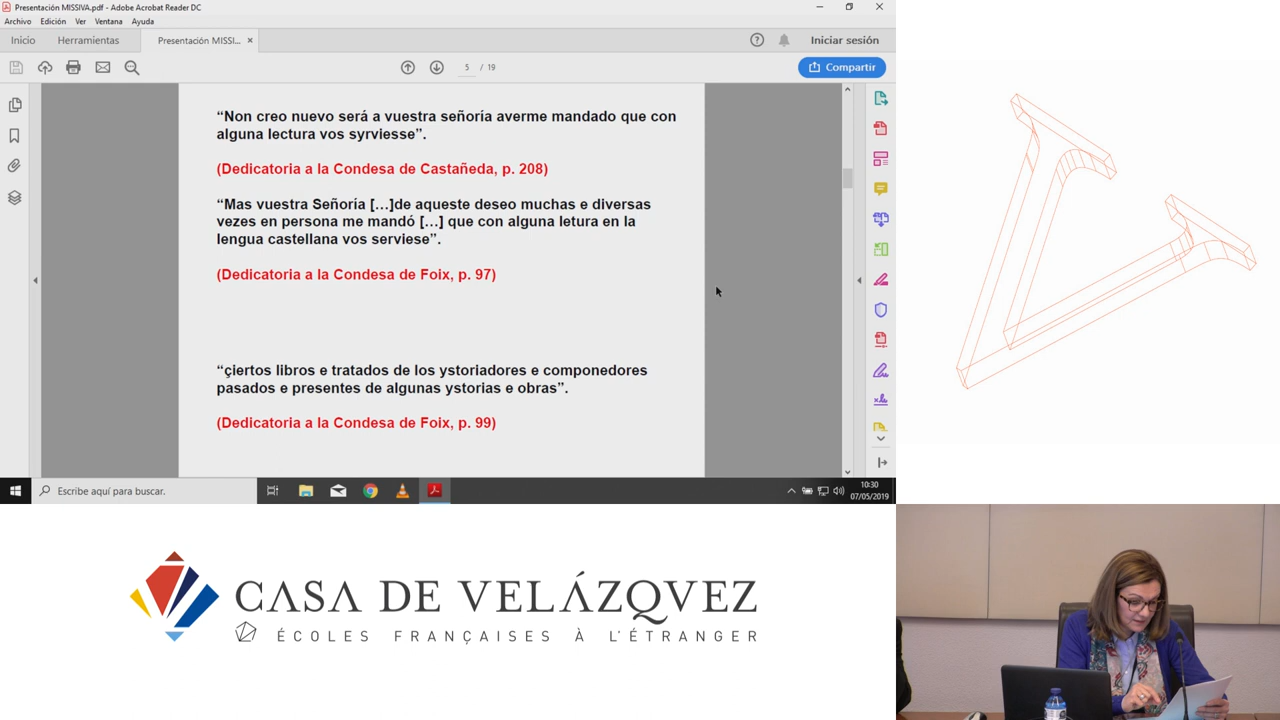 Presentación MISSIVA.pdf - Adobe Acrobat Reader DC
Archivo Edición Ver Ventana Ayuda
Inicio Herramientas Presentación MISSI... × Iniciar sesión
5 / 19 Compartir
“Non creo nuevo será a vuestra señoria averme mandado que con
alguna lectura vos syrviesse”.
(Dedicatoria a la Condesa de Castañeda, p. 208)
“Mas vuestra Señoría [...]de aqueste deseo muchas e diversas
vezes en persona me mandó [...] que con alguna letura en la
lengua castellana vos serviese”.
(Dedicatoria a la Condesa de Foix, p. 97)
“çiertos libros e tratados de los ystoriadores e componedores
pasados e presentes de algunas ystorias e obras”.
(Dedicatoria a la Condesa de Foix, p. 99)
Escribe aquí para buscar.
10:30
07/05/2019
CASA DE VELÁZQVEZ
ÉCOLES FRANÇAISES À L'ÉTRANGER